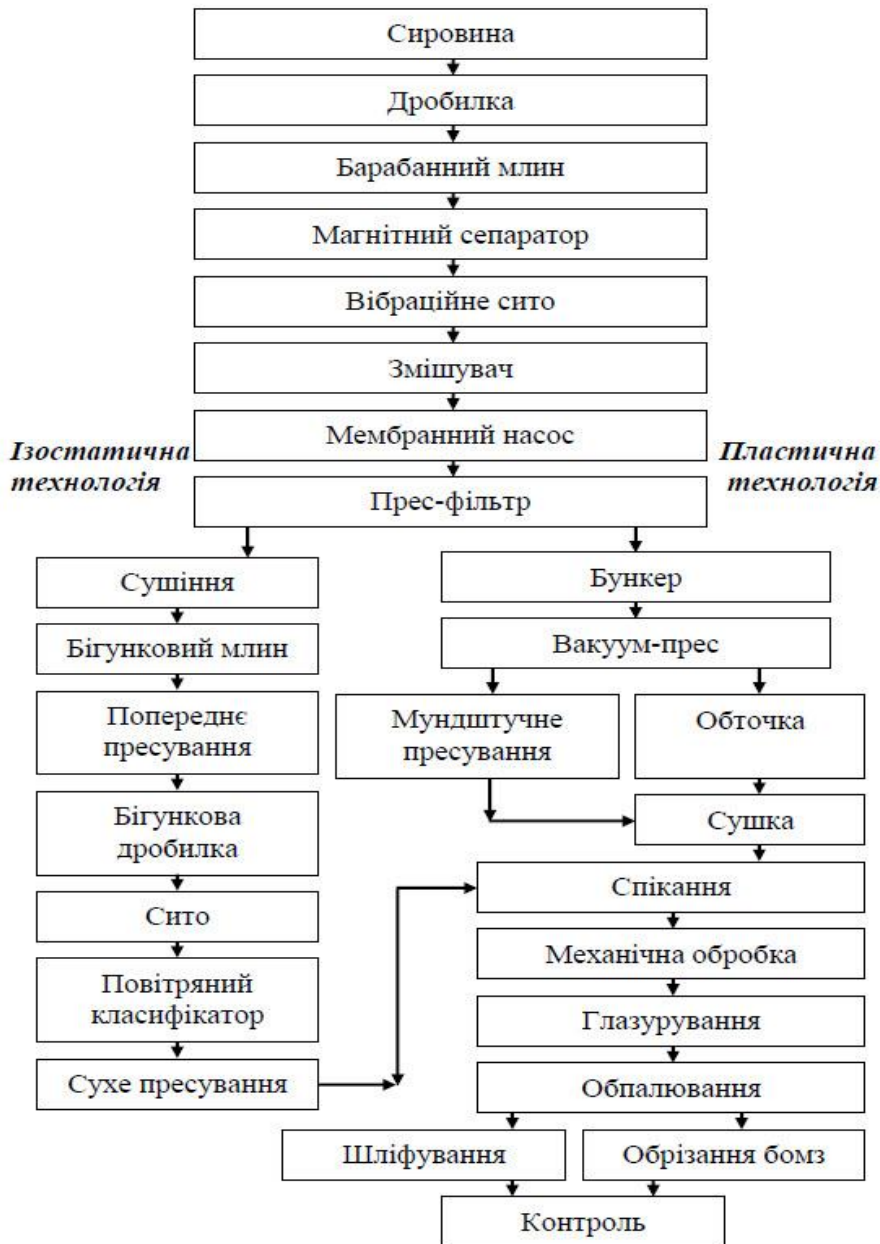 Сировина
Дробилка
Барабанний млин
Магнітний сепаратор
Вібраційне сито
Змішувач
Мембранний насос
Ізостатична
технологія
Пластична
технологія
Прес-фільтр
Сушіння
Бігунковий млин
Попереднє
пресування
Бігункова
дробилка
Сито
Повітряний
класифікатор
Сухе пресування
Бункер
Вакуум-прес
Мундштучне
пресування
Обточка
Сушка
Спікання
Механічна обробка
Глазурування
Обпалювання
Шліфування
Обрізання бомз
Контроль